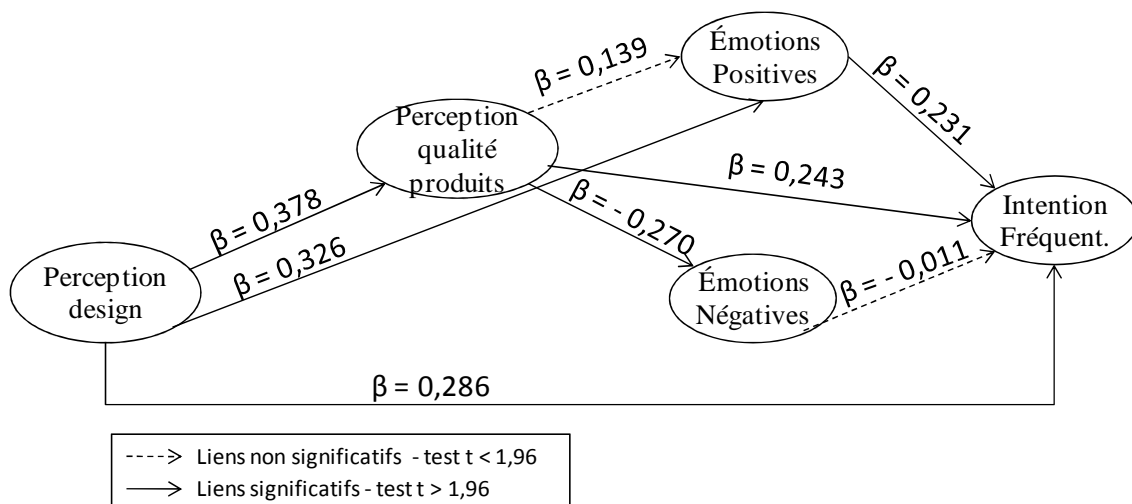 Émotions
Positives
β = 0,139
β = 0,231
Perception
qualité
produits
β = 0,243
β = 0,378
β = - 0,270
Intention
Fréquent.
β = 0,326
Perception
design
Émotions
Négatives
β = - 0,011
β = 0,286
Liens non significatifs - test t < 1,96
Liens significatifs - test t > 1,96